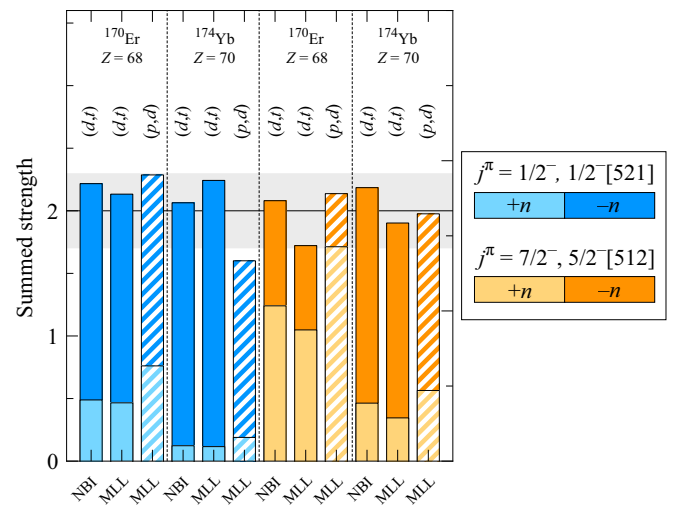 ¹⁷⁰Er ¹⁷⁴Yb ¹⁷⁰Er ¹⁷⁴Yb
Z = 68 Z = 70 Z = 68 Z = 70
(d,t) (d,t) (p,d) (d,t) (d,t) (p,d) (d,t) (d,t) (p,d) (d,t) (d,t) (p,d)
Summed strength
2
1
0
NBI MLL MLL NBI MLL MLL NBI MLL MLL NBI MLL MLL
jπ = 1/2⁻, 1/2⁻[521]
+n –n
jπ = 7/2⁻, 5/2⁻[512]
+n –n